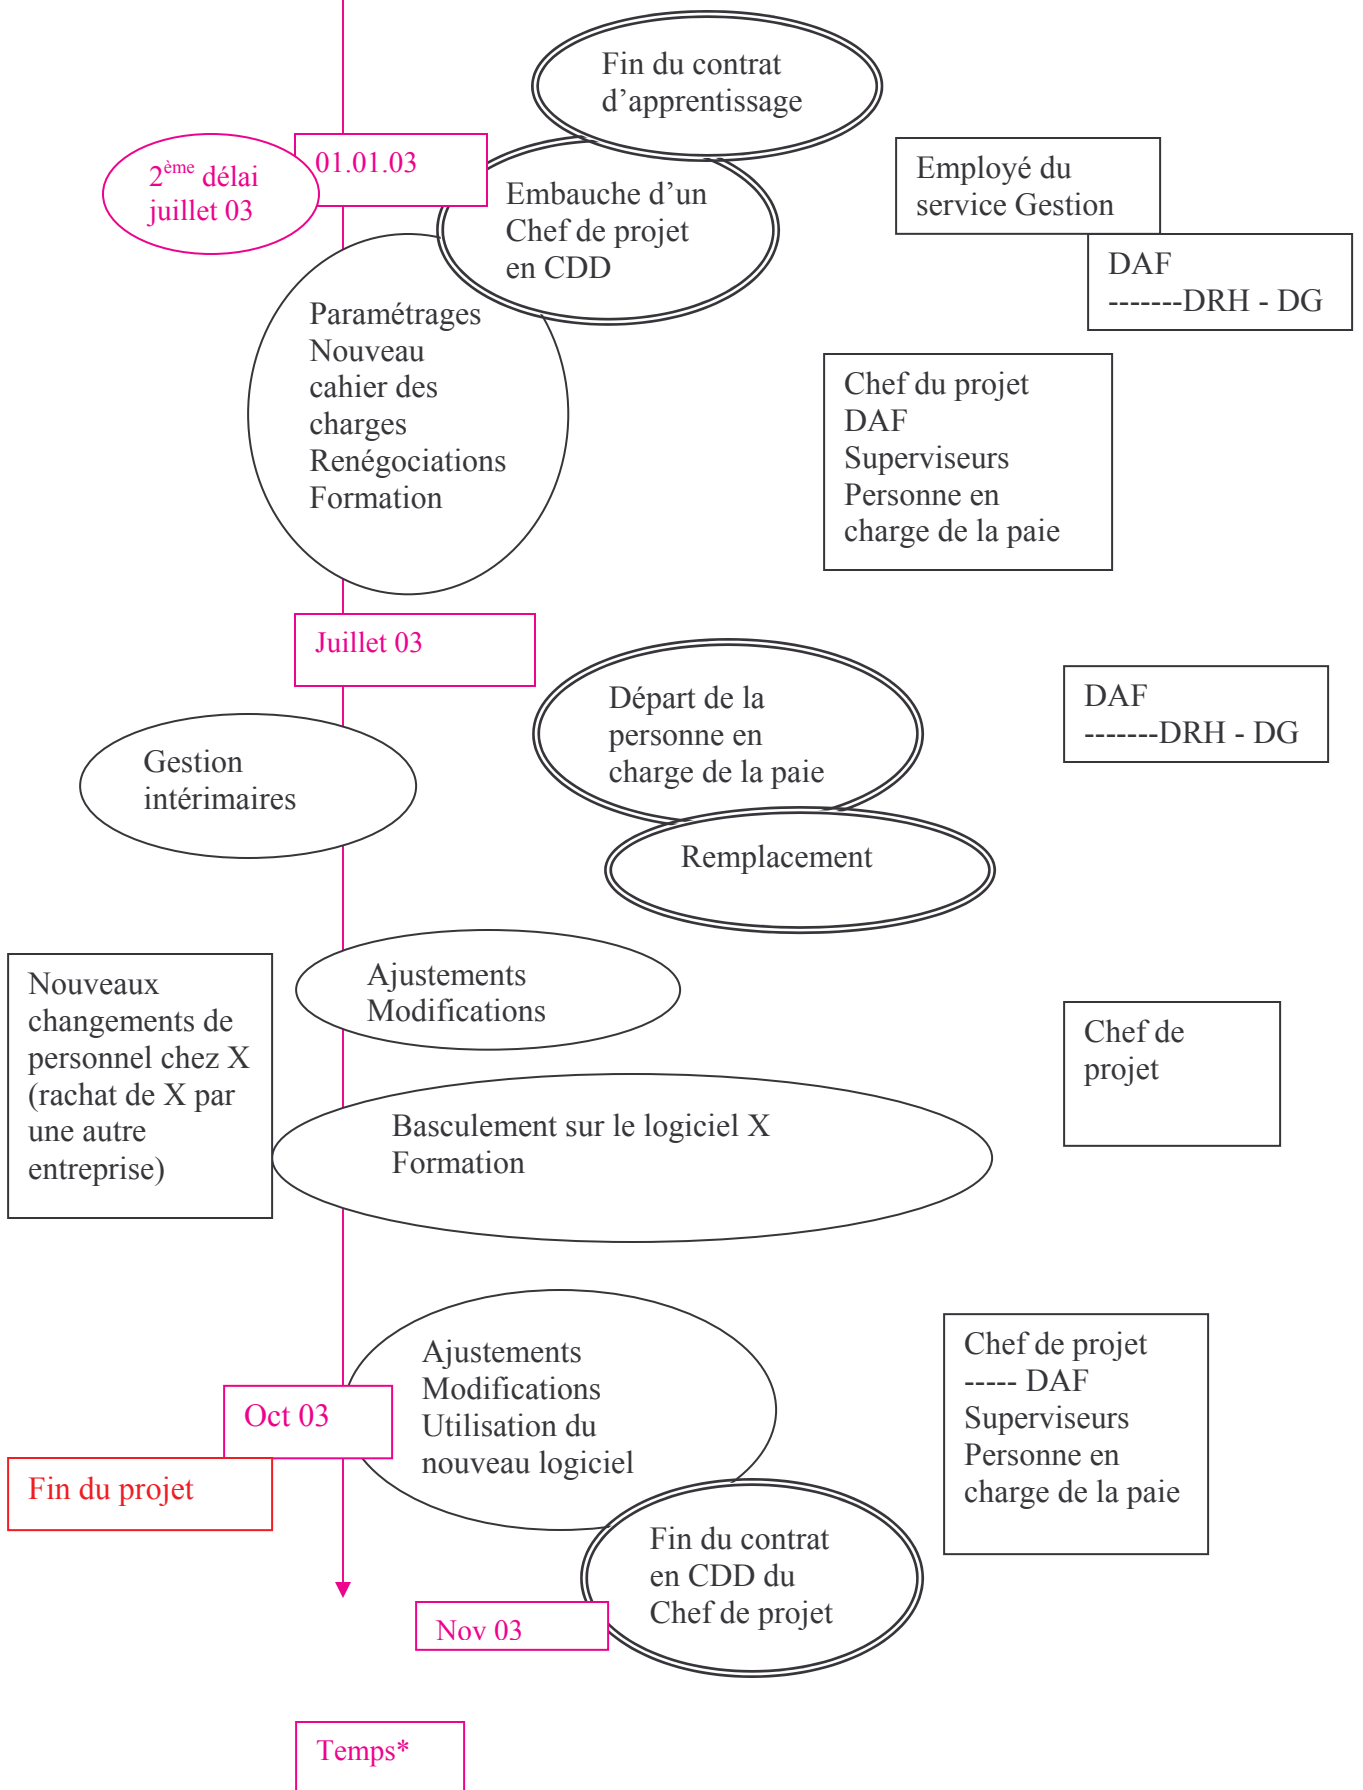 Fin du contrat
d’apprentissage
2ème délai
juillet 03
01.01.03
Embauche d’un
Chef de projet
en CDD
Employé du
service Gestion
DAF
-------DRH - DG
Paramétrages
Nouveau
cahier des
charges
Renégociations
Formation
Chef du projet
DAF
Superviseurs
Personne en
charge de la paie
Juillet 03
Départ de la
personne en
charge de la paie
DAF
-------DRH - DG
Gestion
intérimaires
Remplacement
Nouveaux
changements de
personnel chez X
(rachat de X par
une autre
entreprise)
Ajustements
Modifications
Chef de
projet
Basculement sur le logiciel X
Formation
Ajustements
Modifications
Utilisation du
nouveau logiciel
Chef de projet
----- DAF
Superviseurs
Personne en
charge de la paie
Oct 03
Fin du projet
Fin du contrat
en CDD du
Chef de projet
Nov 03
Temps*